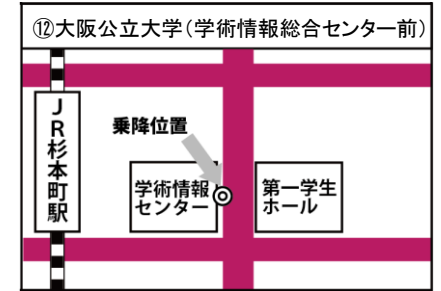 ⑫大阪公立大学(学術情報総合センター前)
JR杉本町駅
乗降位置
学術情報
センター
第一学生
ホール